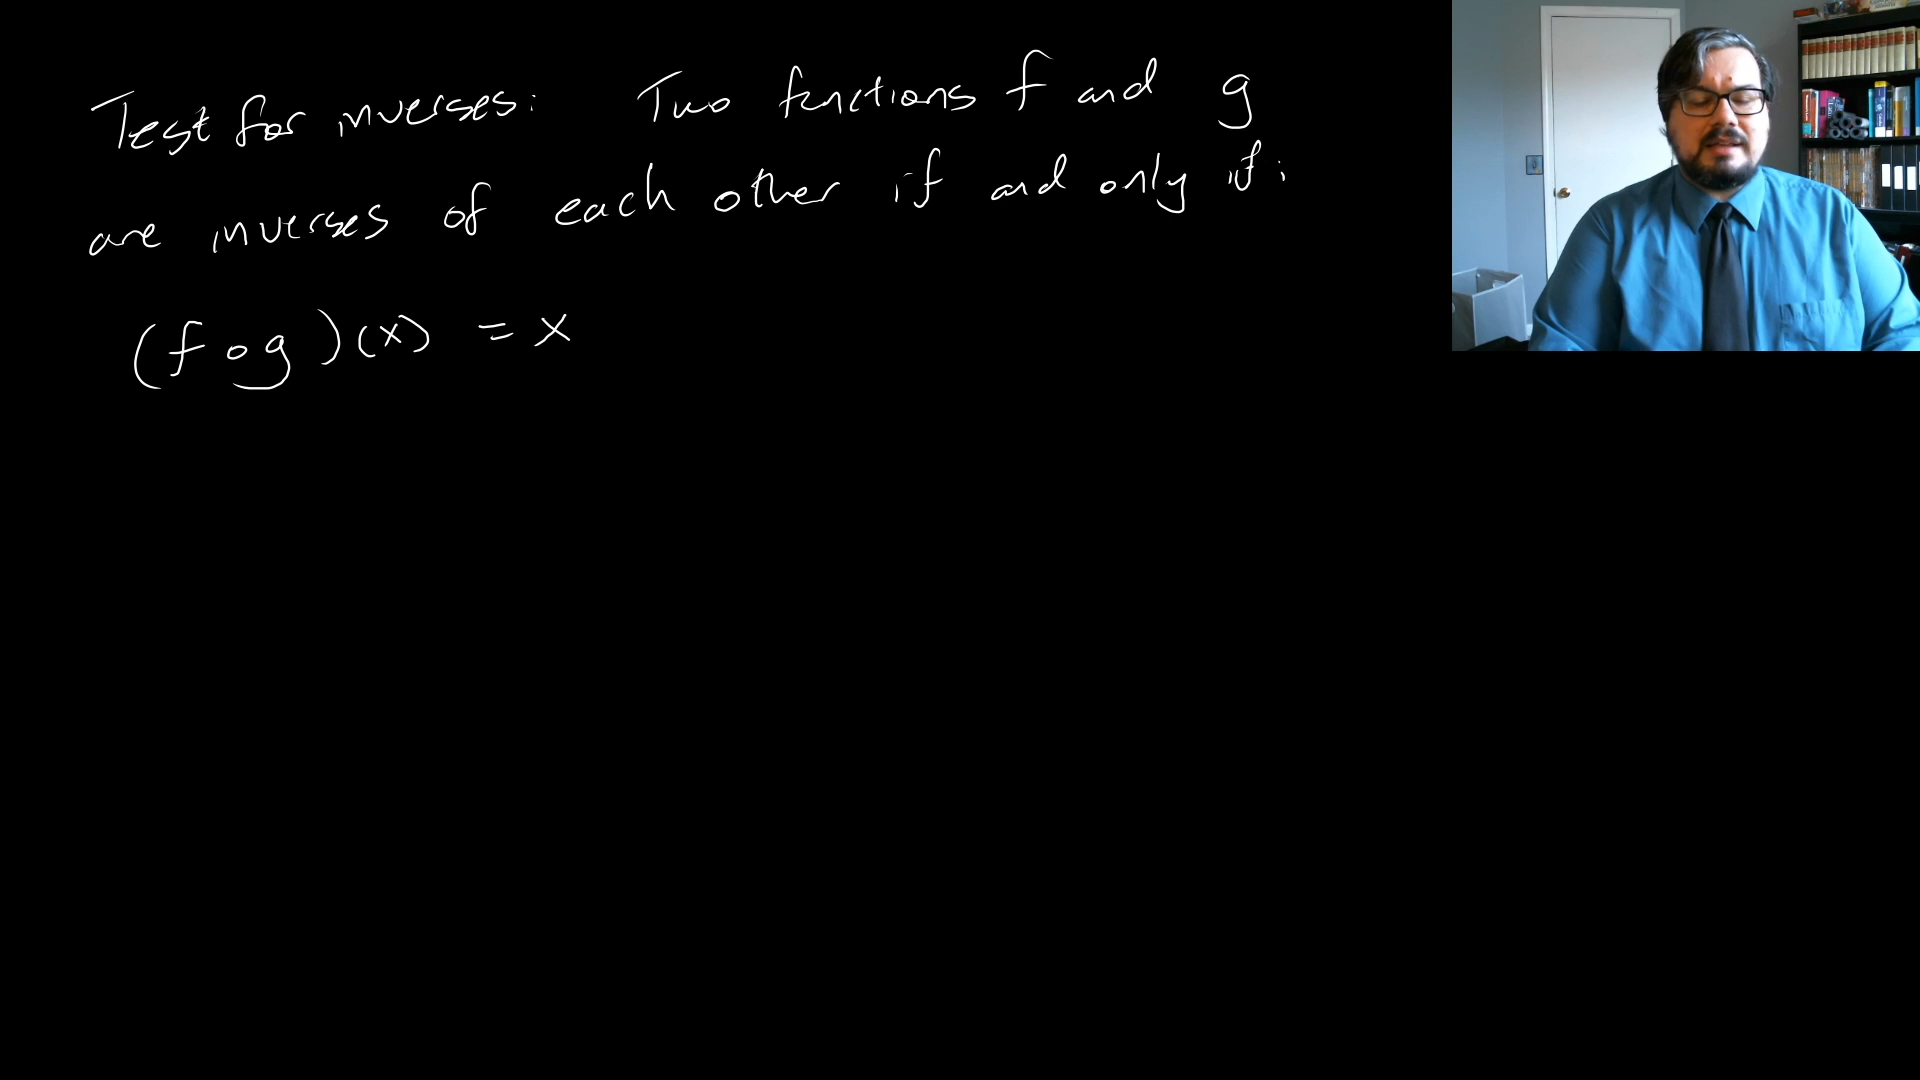 Test for inverses: Two functions f and g
are inverses of each other if and only if:
(f o g)(x) = x